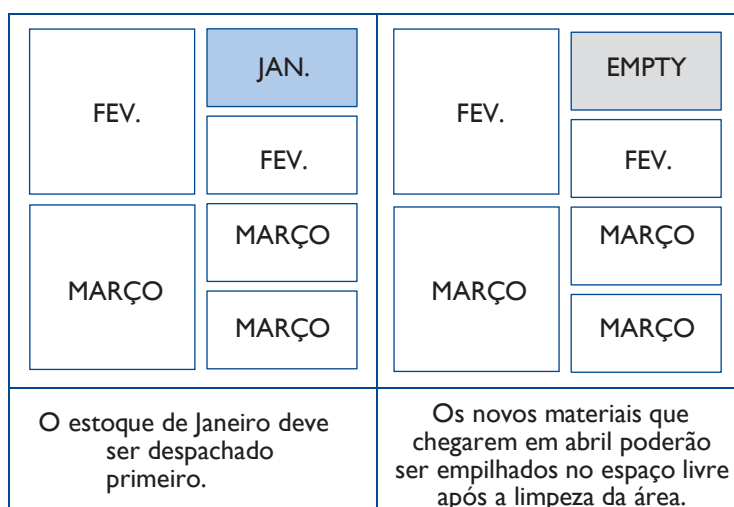 FEV.
JAN.
FEV.
MARÇO
MARÇO
MARÇO
FEV.
EMPTY
FEV.
MARÇO
MARÇO
MARÇO
O estoque de Janeiro deve
ser despachado
primeiro.
Os novos materiais que
chegarem em abril poderão
ser empilhados no espaço livre
após a limpeza da área.